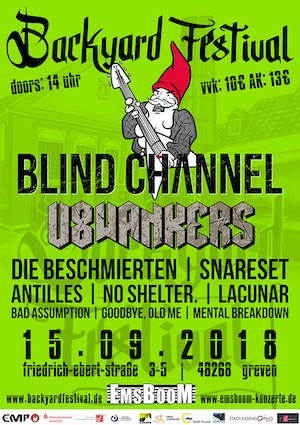 Backyard Festival
doors: 14 uhr
vvk: 10€ AK: 13€
BLIND CHANNEL
V8WANKERS
DIE BESCHMIERTEN | SNARESET
ANTILLES | NO SHELTER. | LACUNAR
BAD ASSUMPTION | GOODBYE, OLD ME | MENTAL BREAKDOWN
15.09.2018
friedrich-ebert-straße 3-5 | 48268 greven
www.backyardfestival.de EMSBOOM www.emsboom-konzerte.de
EMP